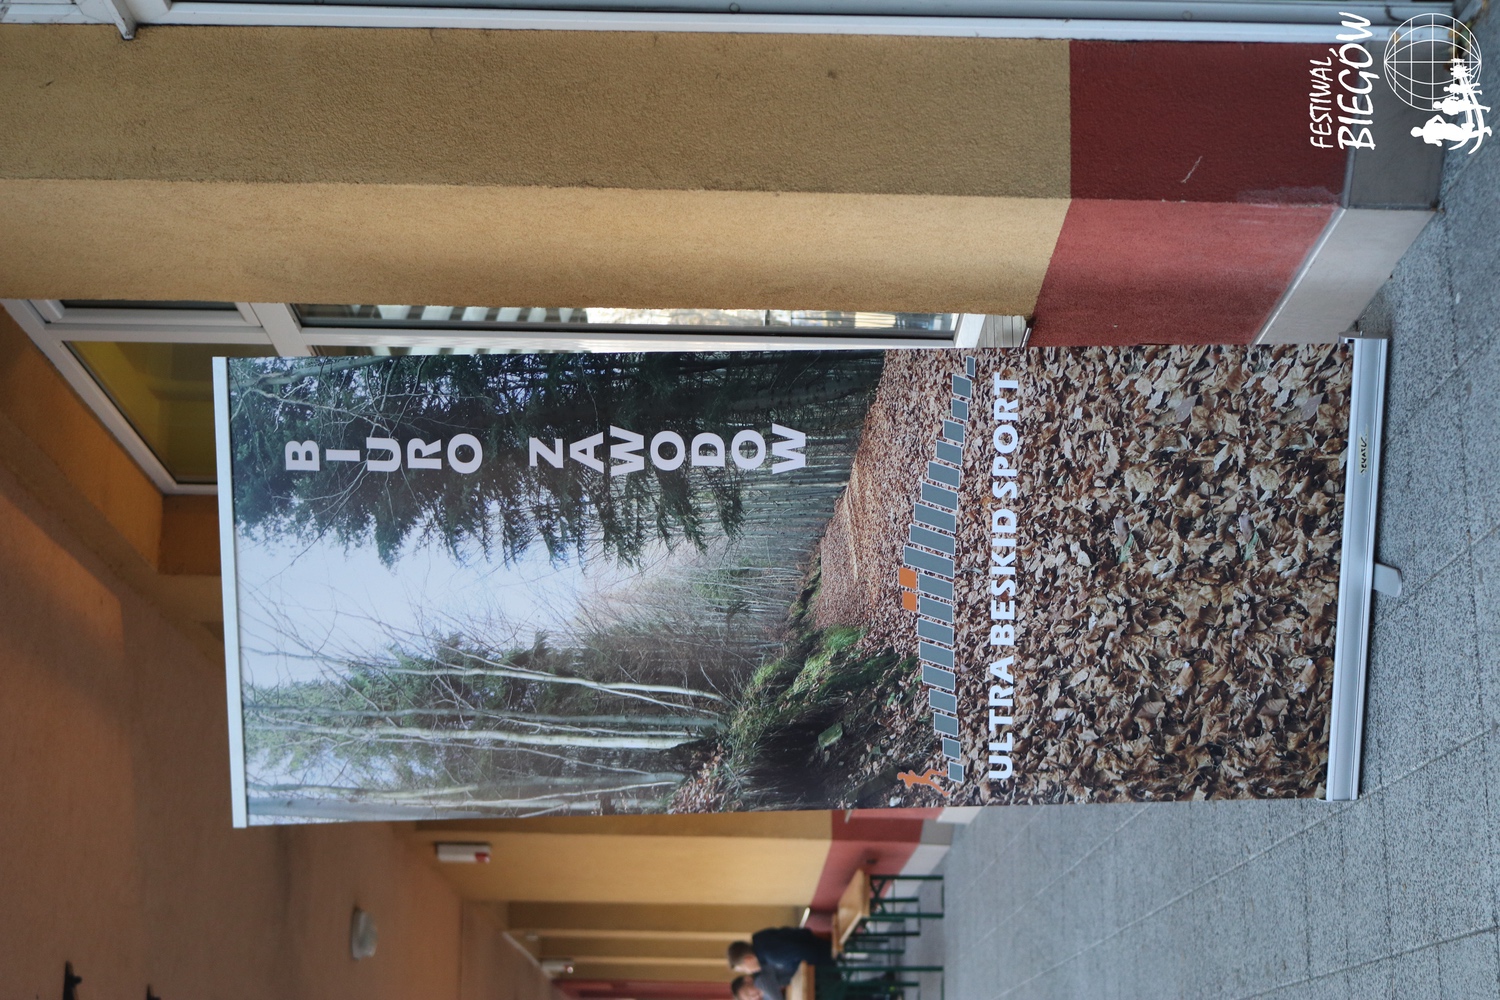 BIURO
ZAWODÓW
ULTRA BESKID SPORT
FESTIWAL
BIEGÓW